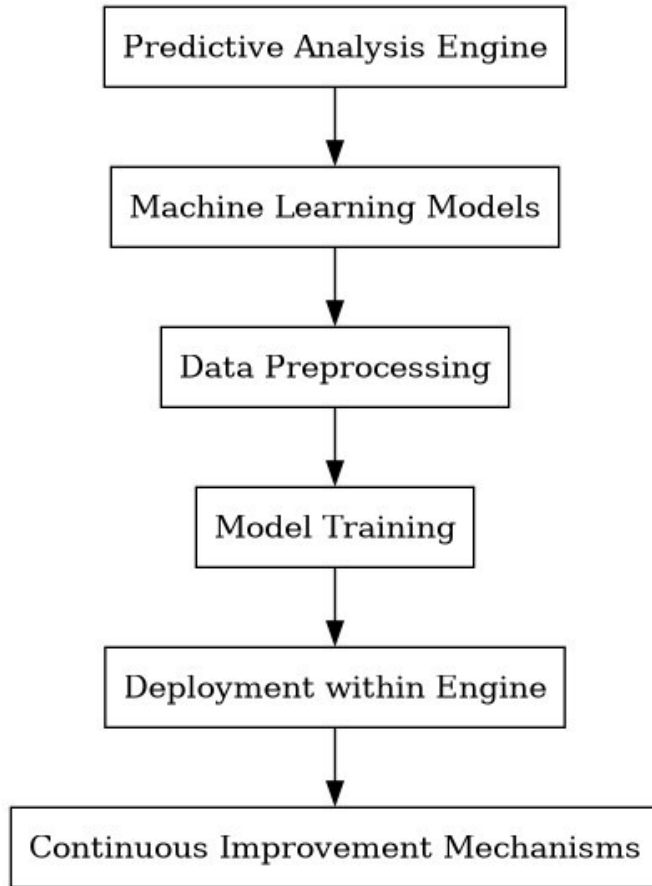 Predictive Analysis Engine
Machine Learning Models
Data Preprocessing
Model Training
Deployment within Engine
Continuous Improvement Mechanisms